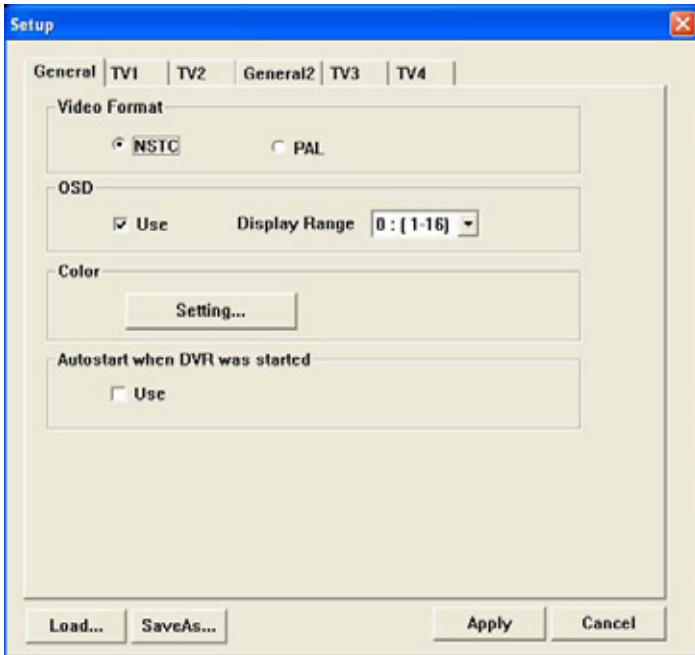 Setup
General TV1 TV2 General2 TV3 TV4
Video Format
NSTC PAL
OSD
Use Display Range 0 : ( 1-16)
Color
Setting...
Autostart when DVR was started
Use
Load... SaveAs... Apply Cancel